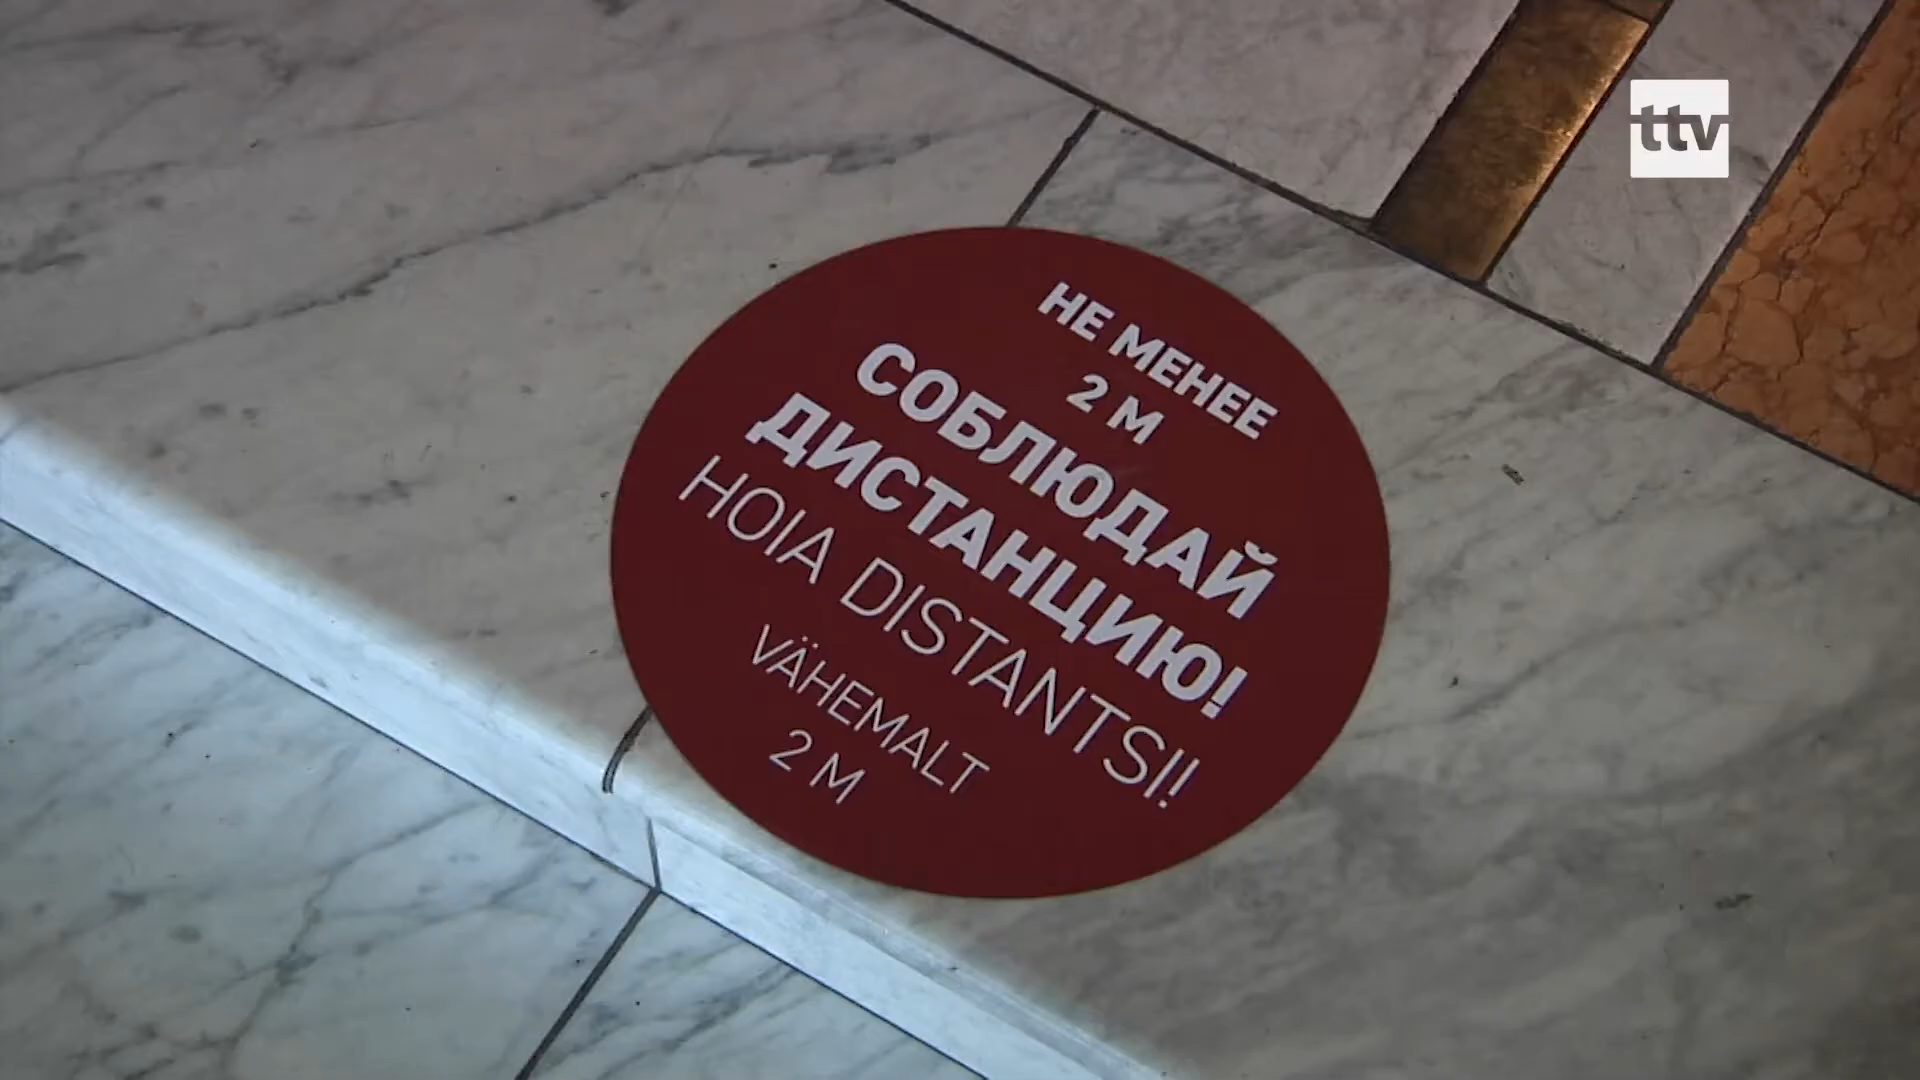 ttv
НЕ МЕНЕЕ
2 М
СОБЛЮДАЙ
ДИСТАНЦИЮ!
HOIA DISTANTSI!
VÄHEMALT
2 M